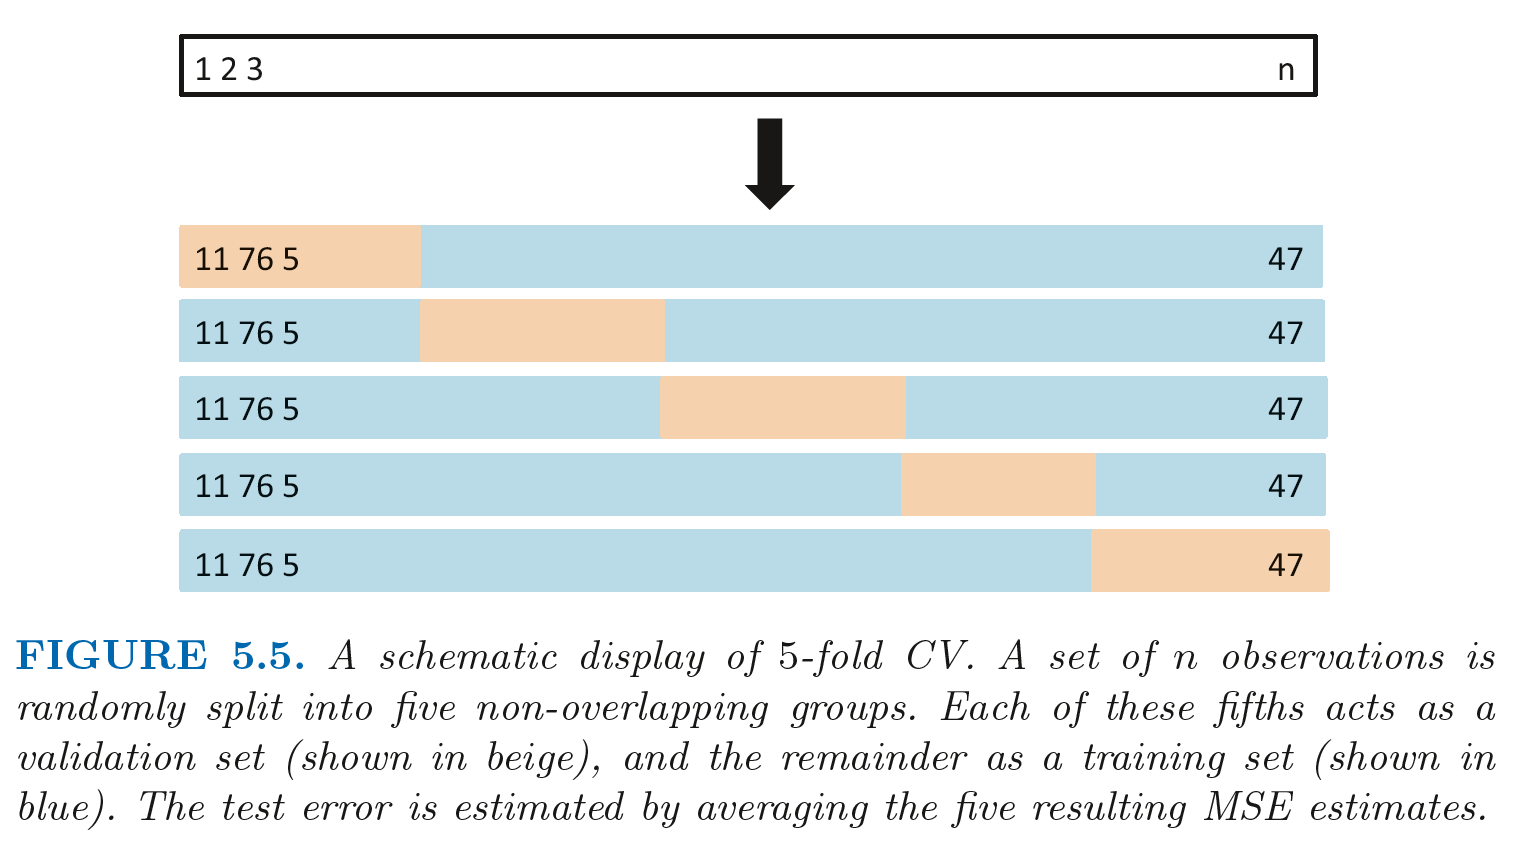 1 2 3 n
11 76 5 47
11 76 5 47
11 76 5 47
11 76 5 47
11 76 5 47
FIGURE 5.5. A schematic display of 5-fold CV. A set of n observations is
randomly split into five non-overlapping groups. Each of these fifths acts as a
validation set (shown in beige), and the remainder as a training set (shown in
blue). The test error is estimated by averaging the five resulting MSE estimates.